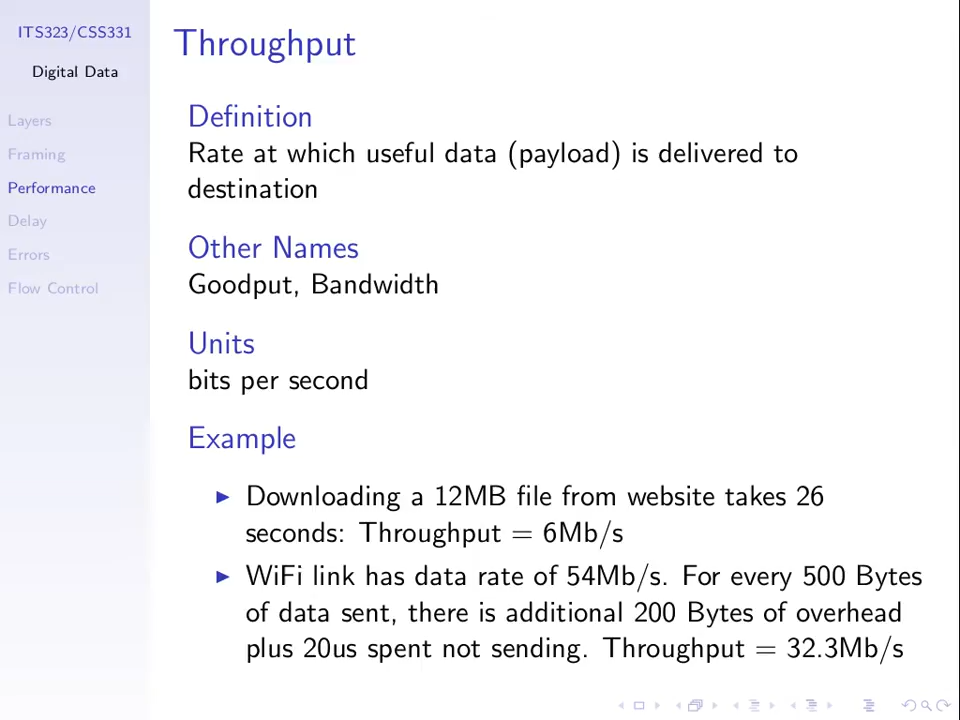 ITS323/CSS331
Digital Data
Layers
Framing
Performance
Delay
Errors
Flow Control
Throughput
Definition
Rate at which useful data (payload) is delivered to
destination
Other Names
Goodput, Bandwidth
Units
bits per second
Example
Downloading a 12MB file from website takes 26
seconds: Throughput = 6Mb/s
WiFi link has data rate of 54Mb/s. For every 500 Bytes
of data sent, there is additional 200 Bytes of overhead
plus 20us spent not sending. Throughput = 32.3Mb/s